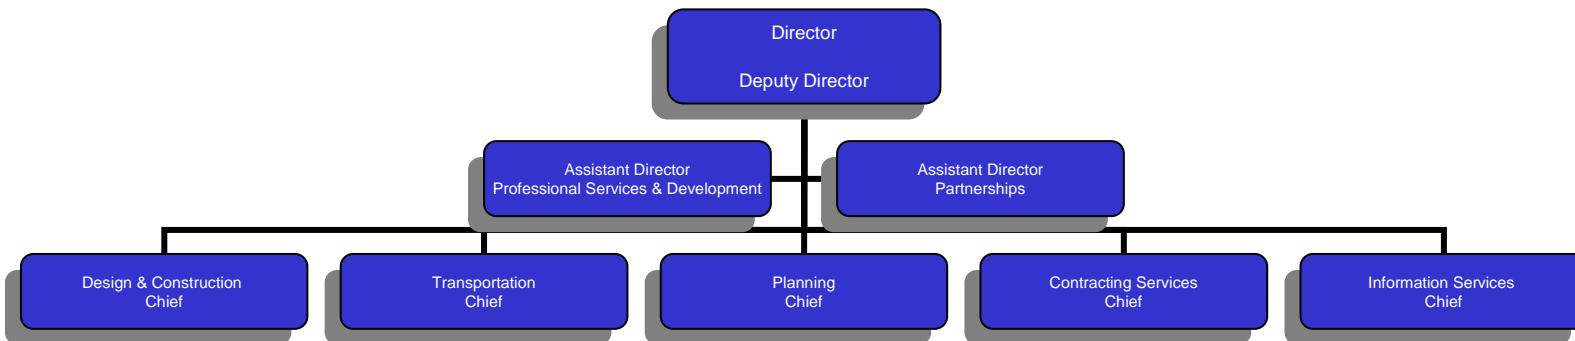 Director
Deputy Director
Assistant Director
Professional Services & Development
Assistant Director
Partnerships
Design & Construction
Chief
Transportation
Chief
Planning
Chief
Contracting Services
Chief
Information Services
Chief